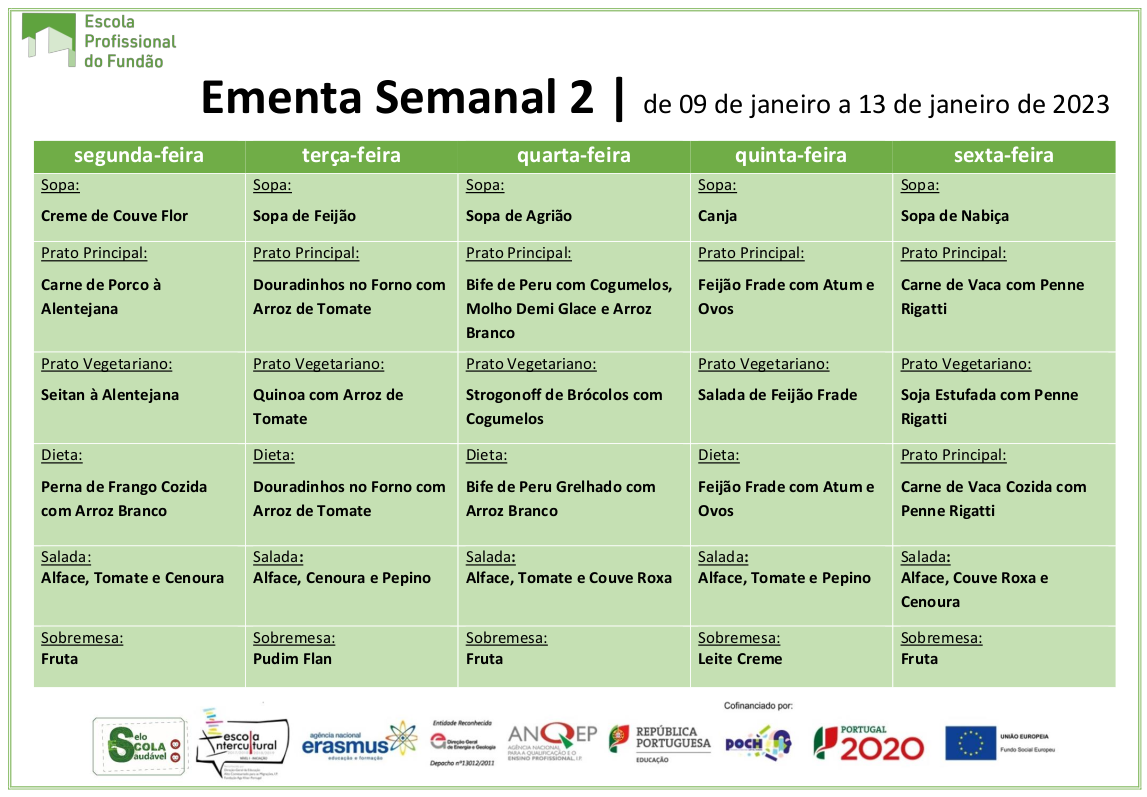 Escola
Profissional
do Fundão
Ementa Semanal 2 | de 09 de janeiro a 13 de janeiro de 2023
segunda-feira terça-feira quarta-feira quinta-feira sexta-feira
Sopa: Sopa: Sopa: Sopa: Sopa:
Creme de Couve Flor Sopa de Feijão Sopa de Agrião Canja Sopa de Nabiça
Prato Principal: Prato Principal: Prato Principal: Prato Principal: Prato Principal:
Carne de Porco à Douradinhos no Forno com Bife de Peru com Cogumelos, Feijão Frade com Atum e Carne de Vaca com Penne
Alentejana Arroz de Tomate Molho Demi Glace e Arroz Ovos Rigatti
Branco
Prato Vegetariano: Prato Vegetariano: Prato Vegetariano: Prato Vegetariano: Prato Vegetariano:
Seitan à Alentejana Quinoa com Arroz de Strogonoff de Brócolos com Salada de Feijão Frade Soja Estufada com Penne
Tomate Cogumelos Rigatti
Dieta: Dieta: Dieta: Dieta: Prato Principal:
Perna de Frango Cozida Douradinhos no Forno com Bife de Peru Grelhado com Feijão Frade com Atum e Carne de Vaca Cozida com
com Arroz Branco Arroz de Tomate Arroz Branco Ovos Penne Rigatti
Salada: Salada: Salada: Salada: Salada:
Alface, Tomate e Cenoura Alface, Cenoura e Pepino Alface, Tomate e Couve Roxa Alface, Tomate e Pepino Alface, Couve Roxa e
Cenoura
Sobremesa: Sobremesa: Sobremesa: Sobremesa: Sobremesa:
Fruta Pudim Flan Fruta Leite Creme Fruta
Cofinanciado por:
Selo
ESCOLA
Saudável
escola
intercultural
agência nacional
erasmus
educação e formação
Entidade Reconhecida
Direção Geral
de Energia e Geologia
Depacho nº13012/2011
ANQEP
AGÊNCIA NACIONAL
PARA A QUALIFICAÇÃO E O
ENSINO PROFISSIONAL, I.P.
REPÚBLICA
PORTUGUESA
EDUCAÇÃO
POCH
PORTUGAL
2020
UNIÃO EUROPEIA
Fundo Social Europeu